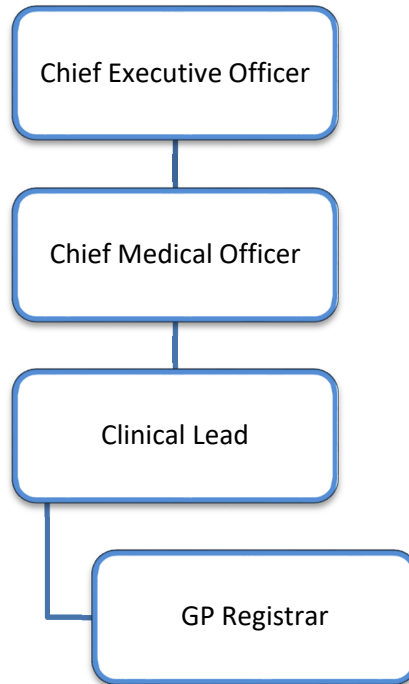 Chief Executive Officer
Chief Medical Officer
Clinical Lead
GP Registrar